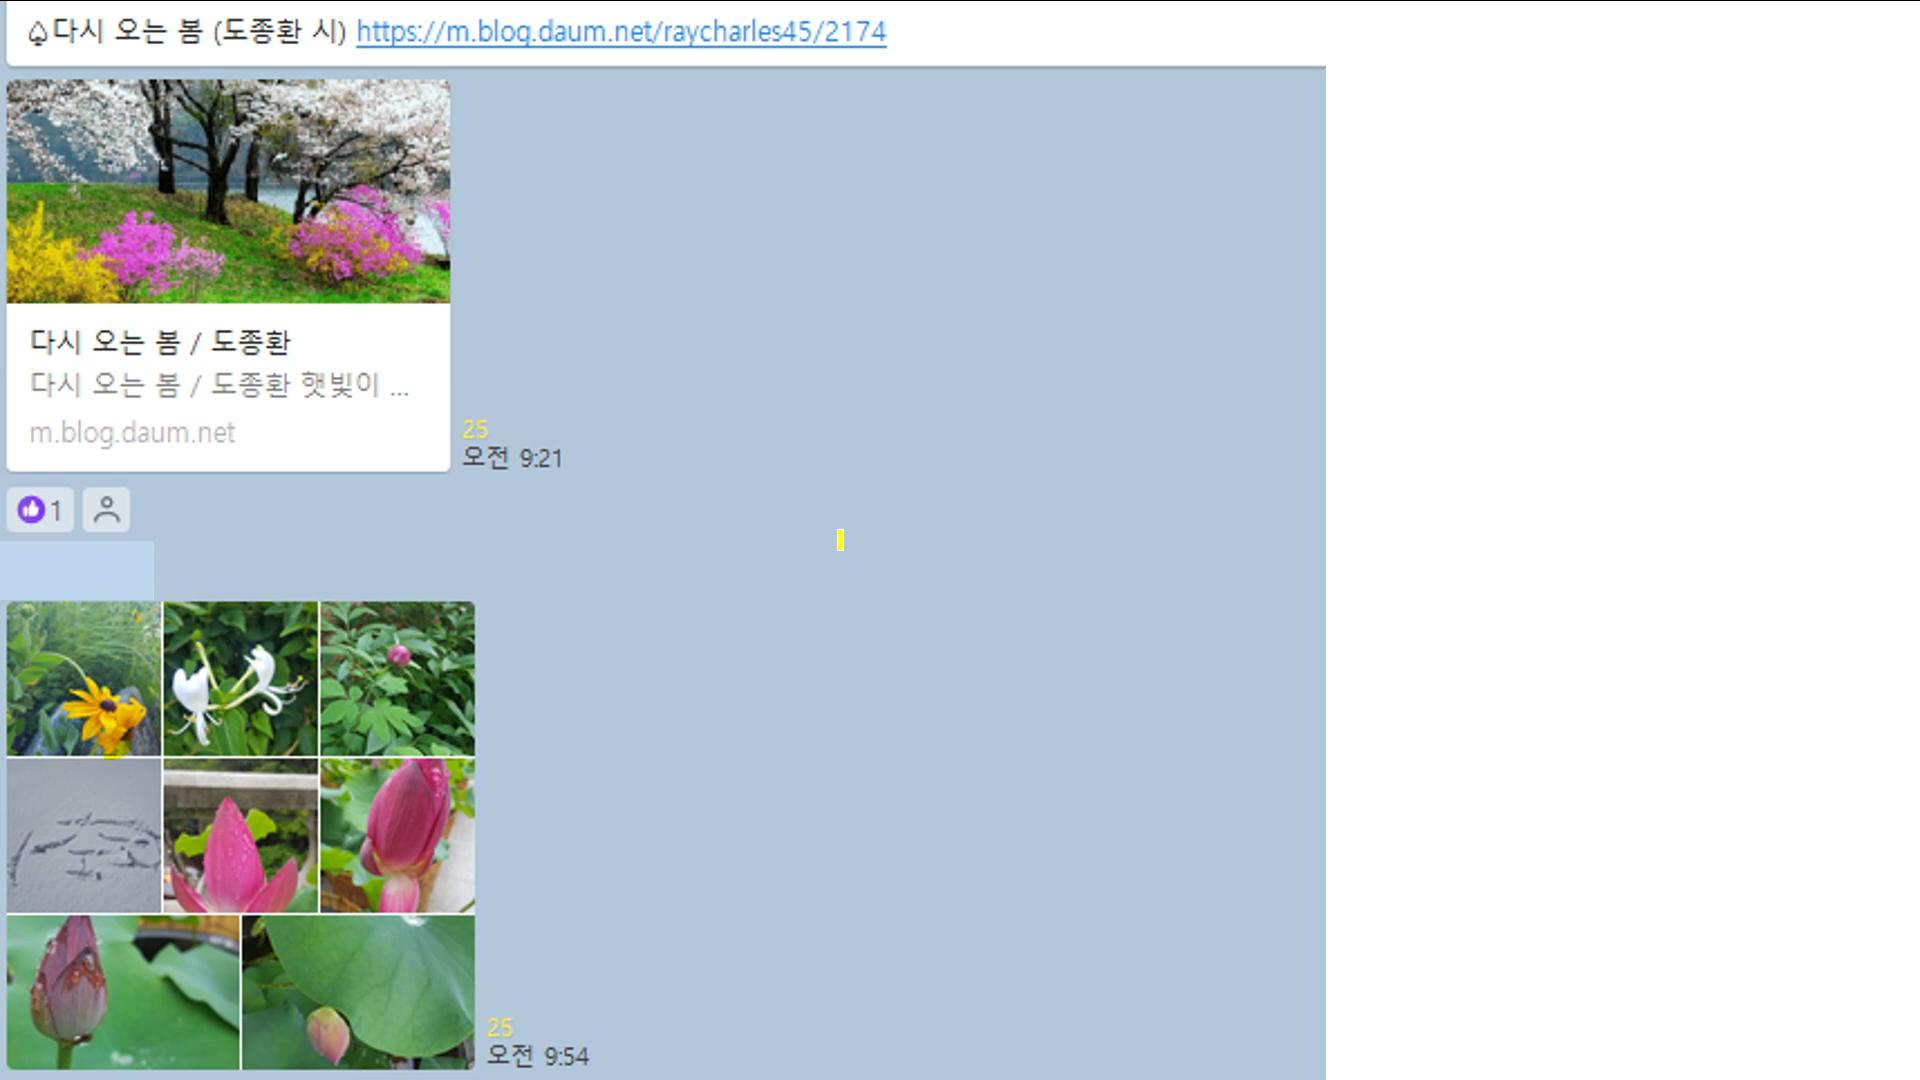 ♤다시 오는 봄 (도종환 시) https://m.blog.daum.net/raycharles45/2174
다시 오는 봄 / 도종환
다시 오는 봄 / 도종환 햇빛이 ...
m.blog.daum.net
25
오전 9:21
1
25
오전 9:54